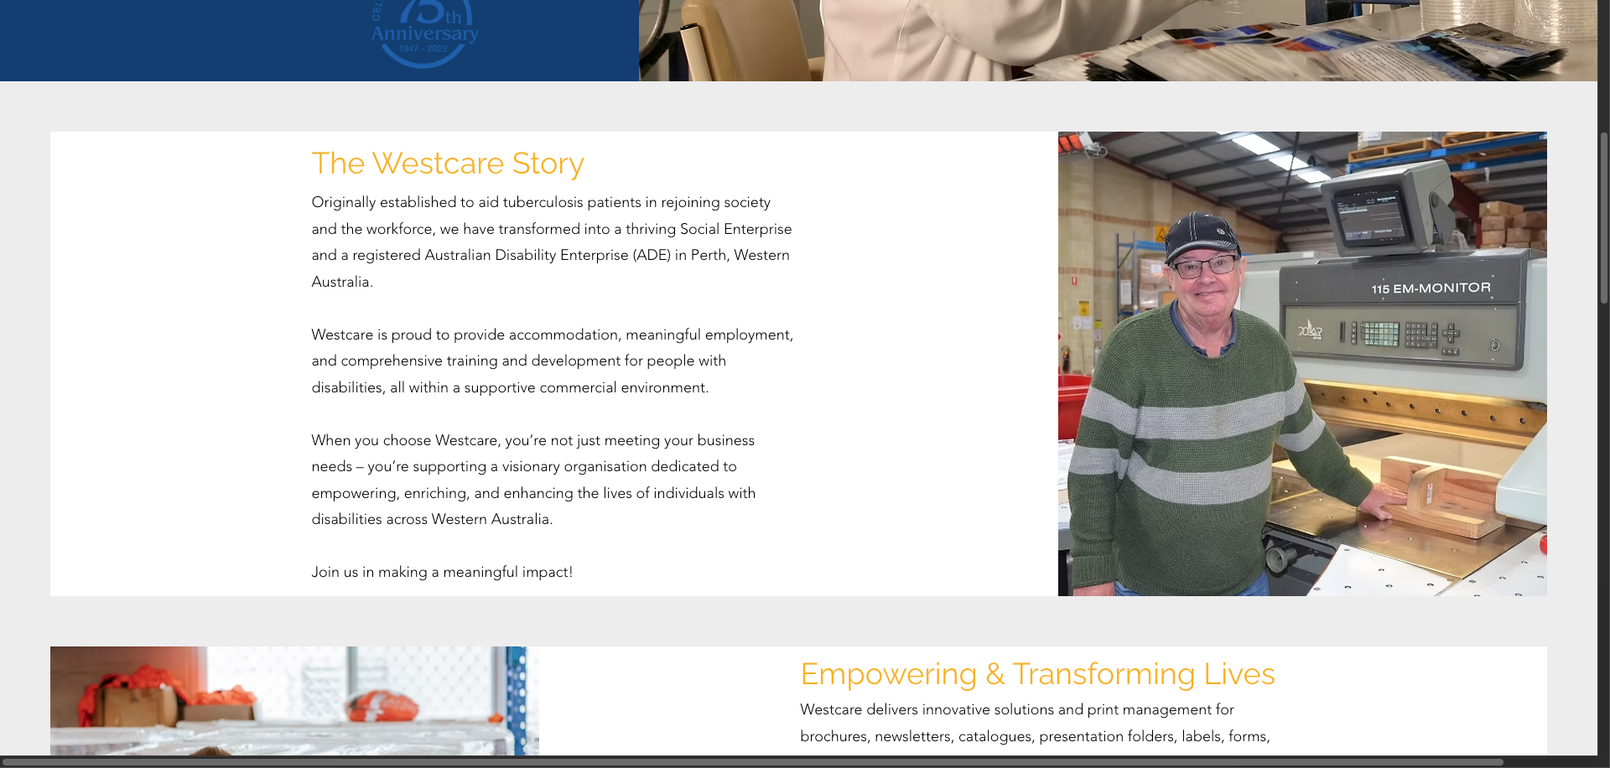 75th
Anniversary
1947 - 2022
The Westcare Story
Originally established to aid tuberculosis patients in rejoining society
and the workforce, we have transformed into a thriving Social Enterprise
and a registered Australian Disability Enterprise (ADE) in Perth, Western
Australia.
Westcare is proud to provide accommodation, meaningful employment,
and comprehensive training and development for people with
disabilities, all within a supportive commercial environment.
When you choose Westcare, you’re not just meeting your business
needs – you’re supporting a visionary organisation dedicated to
empowering, enriching, and enhancing the lives of individuals with
disabilities across Western Australia.
Join us in making a meaningful impact!
115 EM-MONITOR
POLAR
Empowering & Transforming Lives
Westcare delivers innovative solutions and print management for
brochures, newsletters, catalogues, presentation folders, labels, forms,